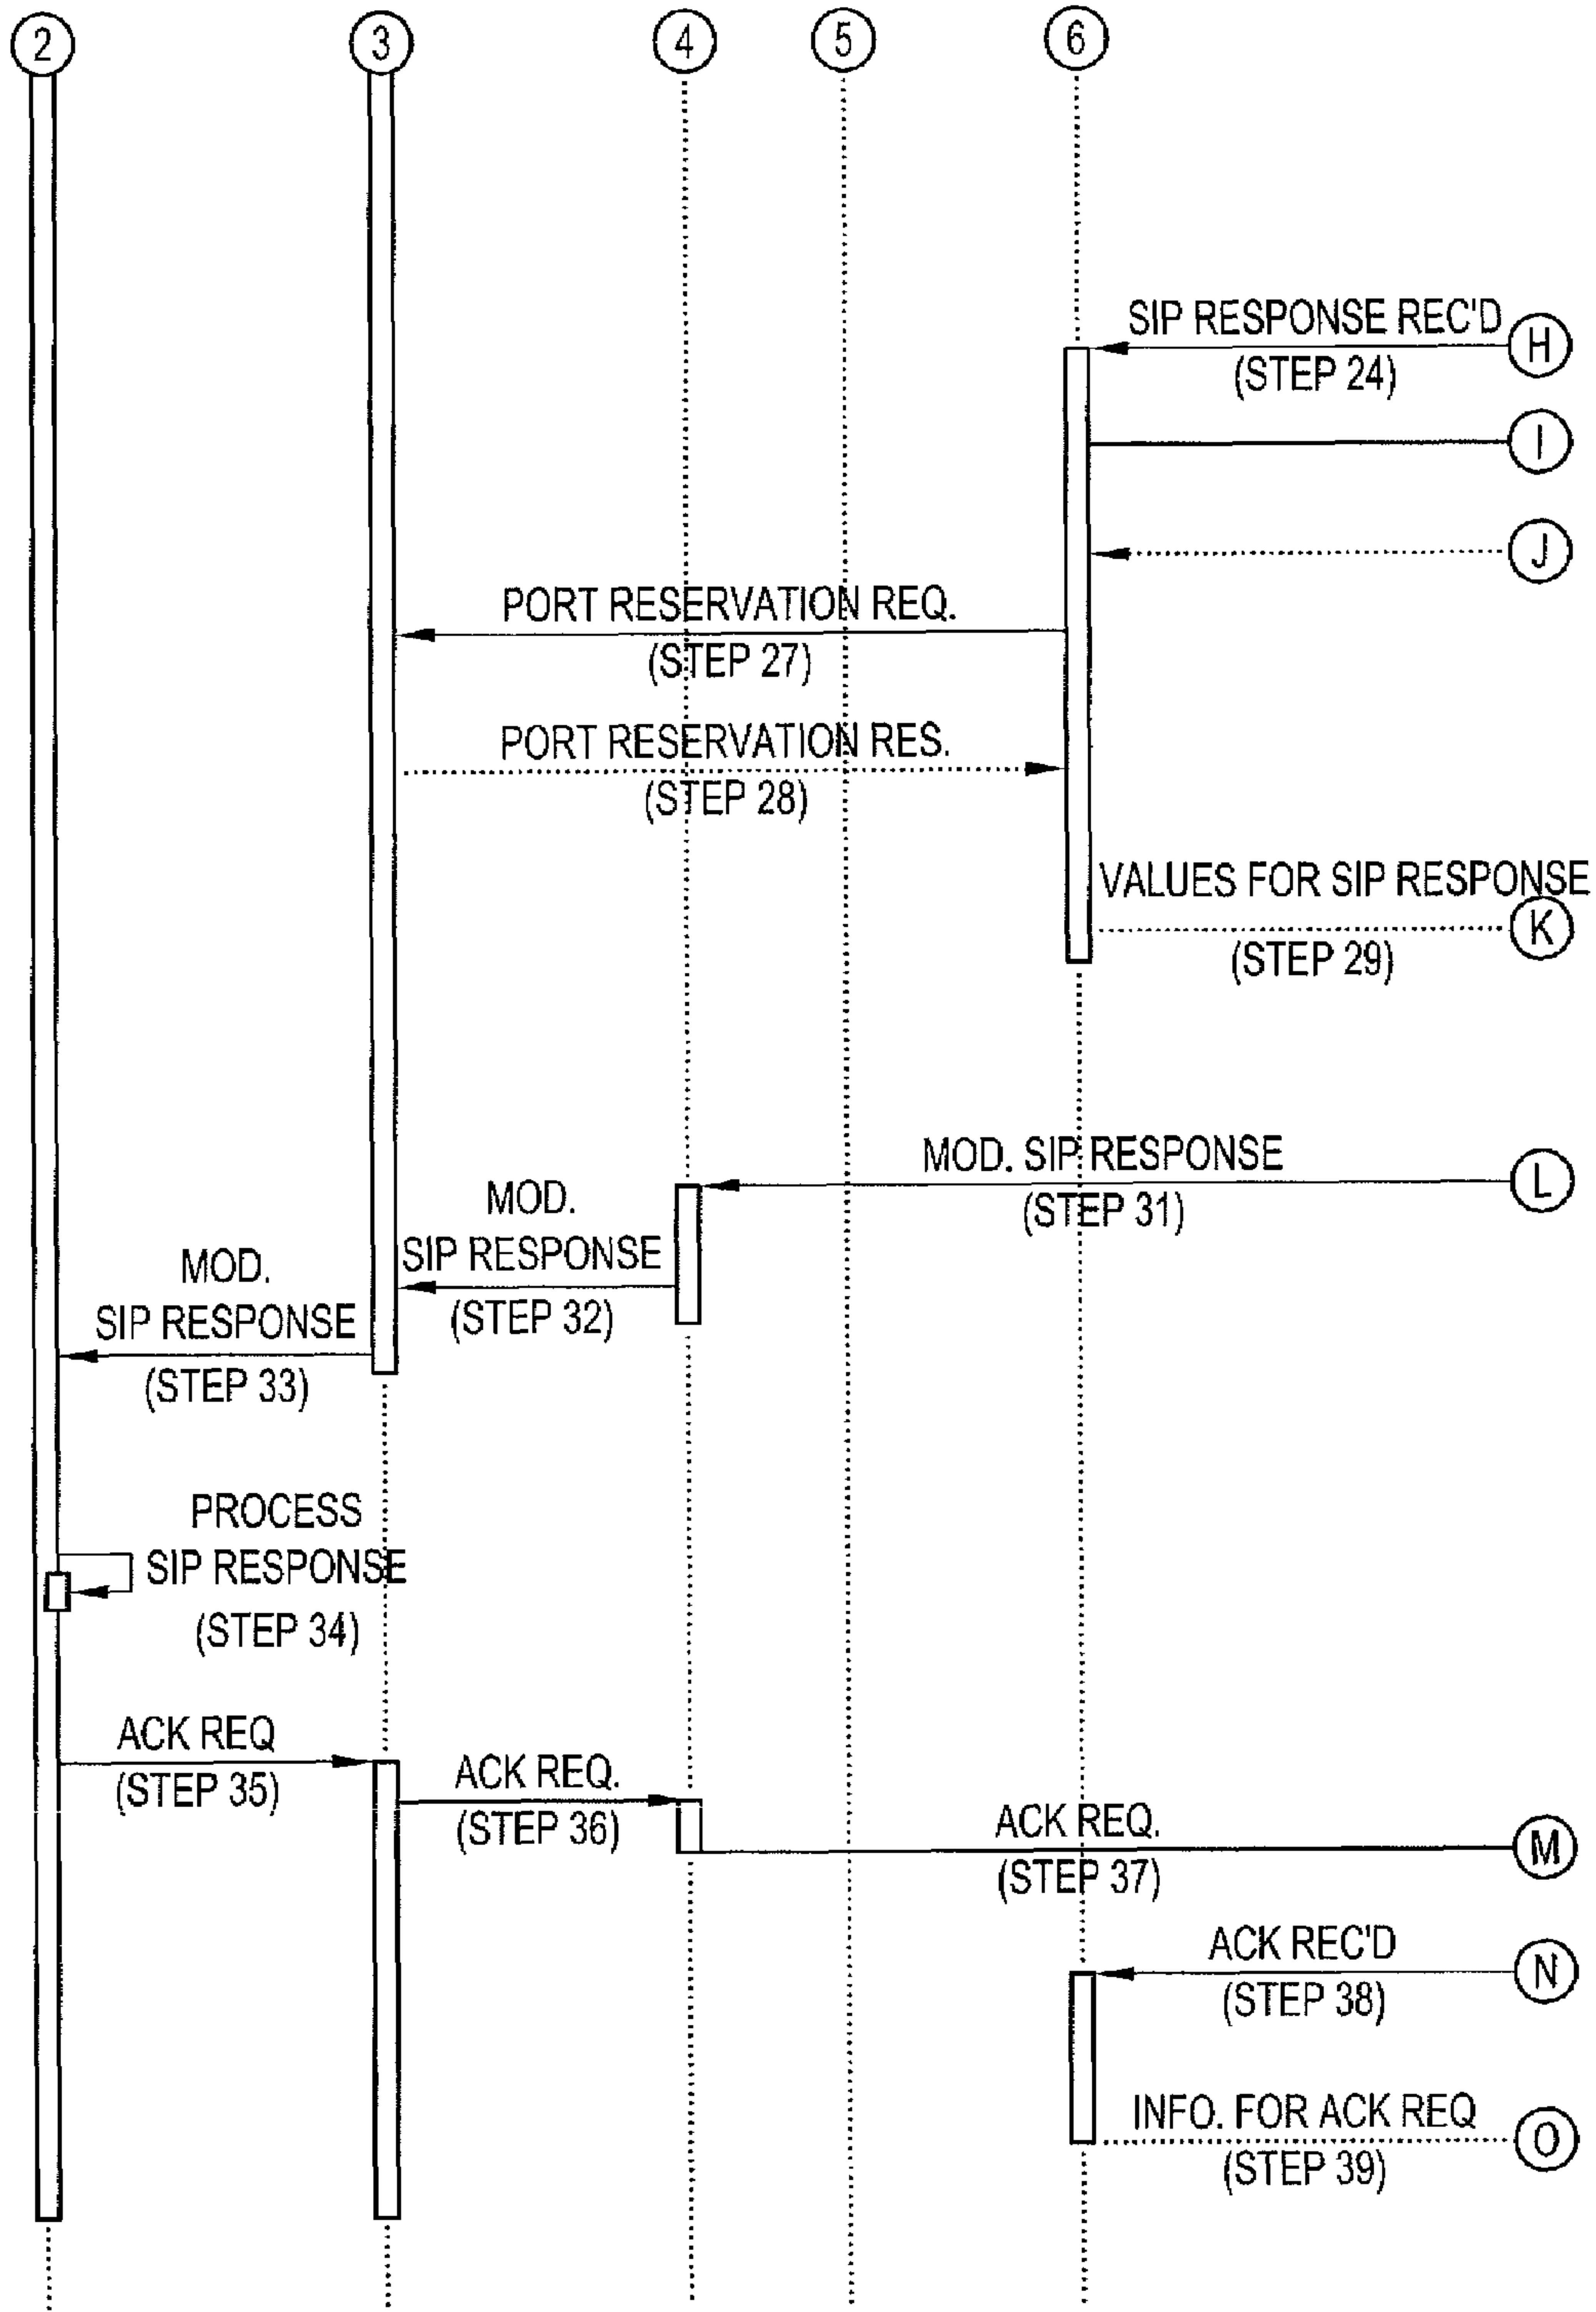 2
3
4
5
6
SIP RESPONSE REC'D
H
(STEP 24)
I
J
PORT RESERVATION REQ.
(STEP 27)
PORT RESERVATION RES.
(STEP 28)
VALUES FOR SIP RESPONSE
K
(STEP 29)
MOD. SIP RESPONSE
L
(STEP 31)
MOD.
SIP RESPONSE
(STEP 32)
MOD.
SIP RESPONSE
(STEP 33)
PROCESS
SIP RESPONSE
(STEP 34)
ACK REQ
(STEP 35)
ACK REQ.
(STEP 36)
ACK REQ.
M
(STEP 37)
ACK REC'D
N
(STEP 38)
INFO. FOR ACK REQ
O
(STEP 39)